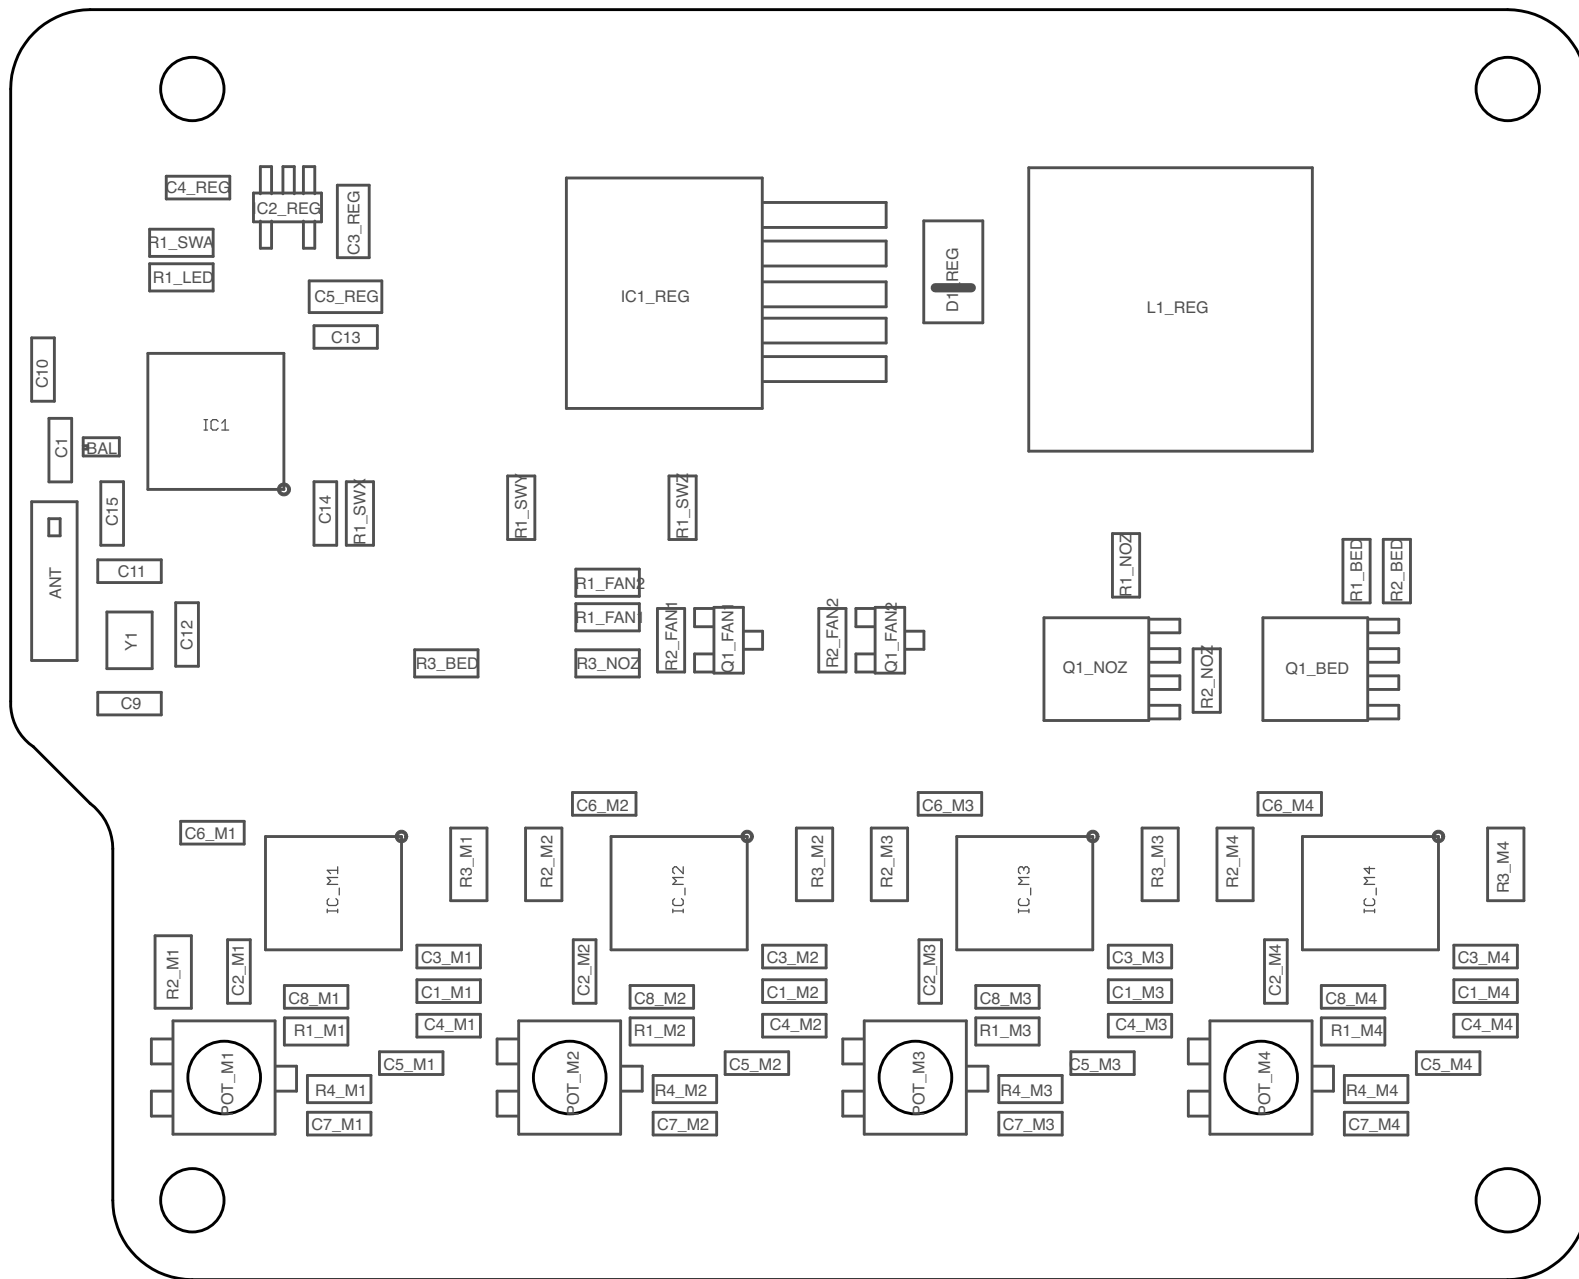 C4_REG
IC2_REG
C3_REG
R1_SWA
R1_LED
C5_REG
C13
IC1_REG
D1_REG
L1_REG
C10
IC1
C1
BAL
C15
C14
R1_SWX
R1_SWY
R1_SWZ
ANT
C11
C12
Y1
C9
R1_FAN2
R1_FAN1
R3_BED
R3_NOZ
R2_FAN1
Q1_FAN1
R2_FAN2
Q1_FAN2
R1_NOZ
R1_BED
R2_BED
Q1_NOZ
R2_NOZ
Q1_BED
C6_M1
C6_M2
C6_M3
C6_M4
IC_M1
R3_M1
R2_M2
IC_M2
R3_M2
R2_M3
IC_M3
R3_M3
R2_M4
IC_M4
R3_M4
R2_M1
C2_M1
C3_M1
C2_M2
C3_M2
C2_M3
C3_M3
C2_M4
C3_M4
C8_M1
C1_M1
C8_M2
C1_M2
C8_M3
C1_M3
C8_M4
C1_M4
R1_M1
C4_M1
R1_M2
C4_M2
R1_M3
C4_M3
R1_M4
C4_M4
POT_M1
C5_M1
POT_M2
C5_M2
POT_M3
C5_M3
POT_M4
C5_M4
R4_M1
R4_M2
R4_M3
R4_M4
C7_M1
C7_M2
C7_M3
C7_M4